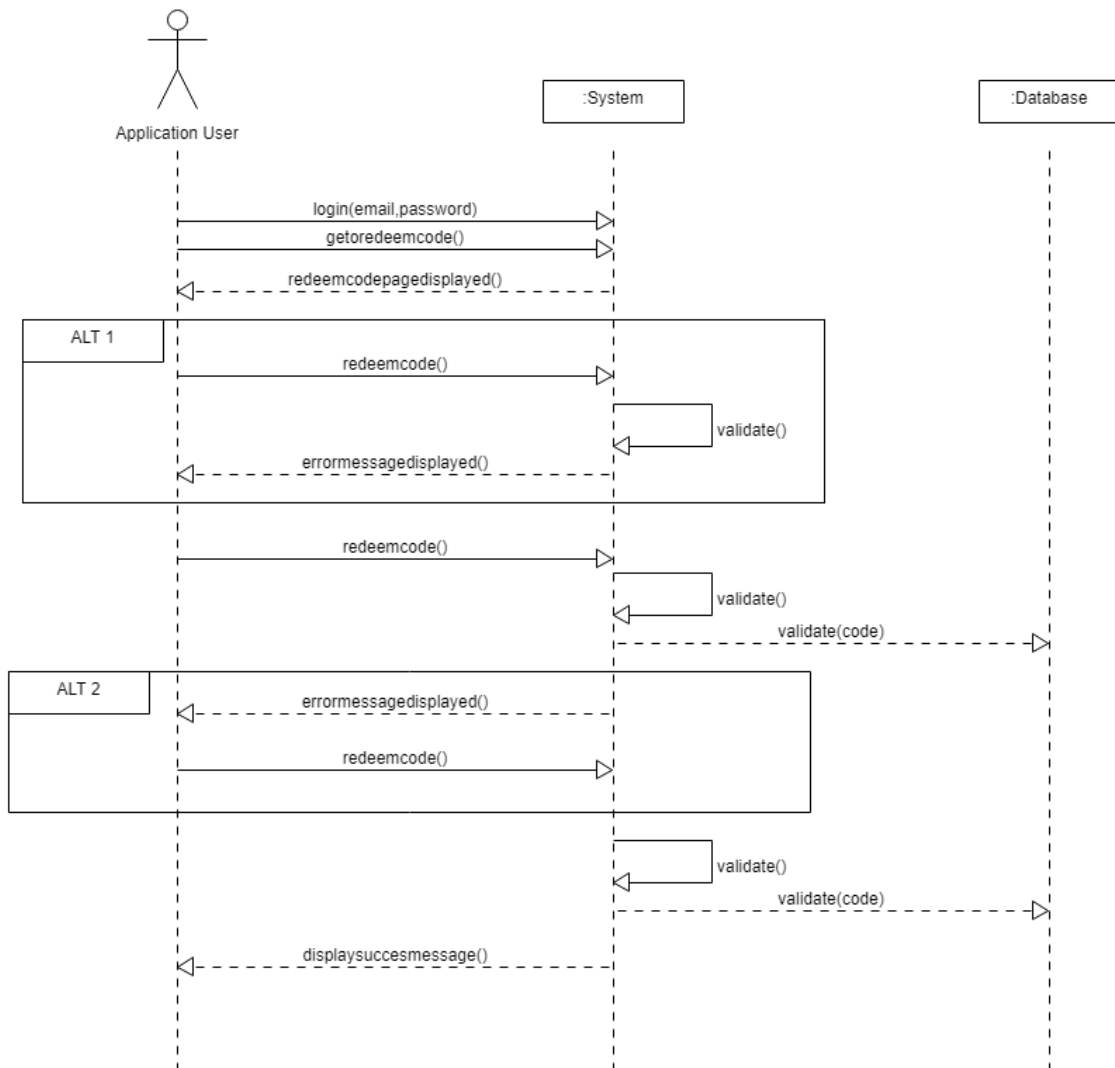 Application User
:System
:Database
login(email,password)
getoredeemcode()
redeemcodepagedisplayed()
ALT 1
redeemcode()
validate()
errormessagedisplayed()
redeemcode()
validate()
validate(code)
ALT 2
errormessagedisplayed()
redeemcode()
validate()
validate(code)
displaysuccesmessage()